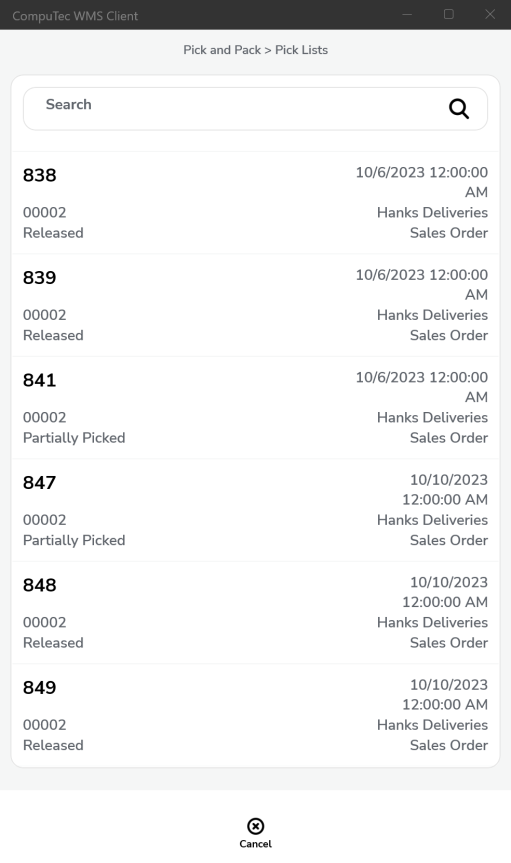 CompuTec WMS Client
Pick and Pack > Pick Lists
Search
838
10/6/2023 12:00:00
AM
00002
Hanks Deliveries
Released
Sales Order
839
10/6/2023 12:00:00
AM
00002
Hanks Deliveries
Released
Sales Order
841
10/6/2023 12:00:00
AM
00002
Hanks Deliveries
Partially Picked
Sales Order
847
10/10/2023
12:00:00 AM
00002
Hanks Deliveries
Partially Picked
Sales Order
848
10/10/2023
12:00:00 AM
00002
Hanks Deliveries
Released
Sales Order
849
10/10/2023
12:00:00 AM
00002
Hanks Deliveries
Released
Sales Order
Cancel